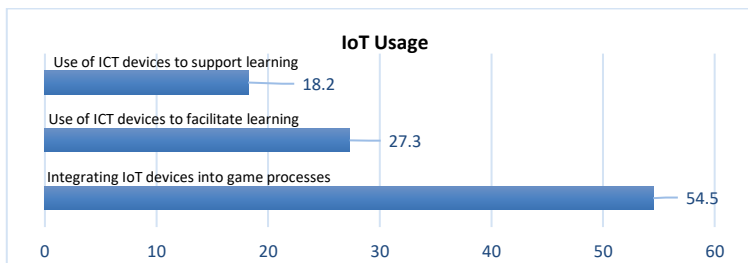 IoT Usage
Use of ICT devices to support learning
18.2
Use of ICT devices to facilitate learning
27.3
Integrating IoT devices into game processes
54.5
0 10 20 30 40 50 60